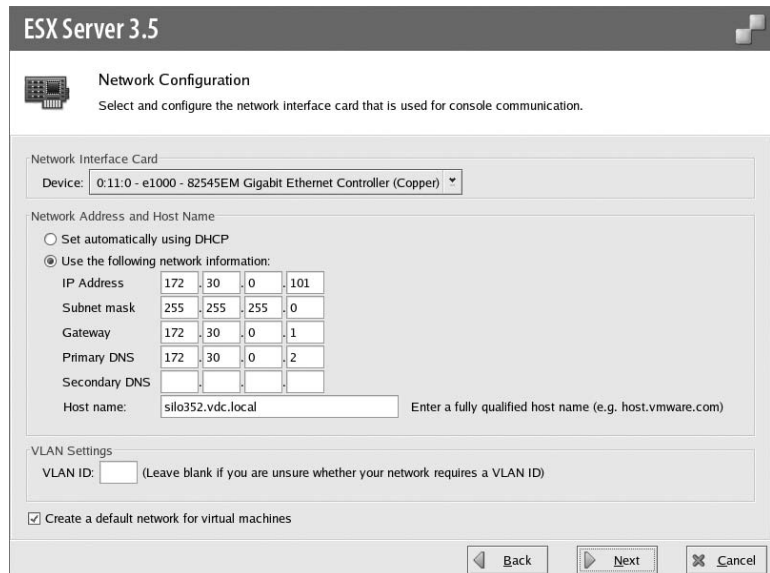 ESX Server 3.5
Network Configuration
Select and configure the network interface card that is used for console communication.
Network Interface Card
Device: 0:11:0 - e1000 - 82545EM Gigabit Ethernet Controller (Copper)
Network Address and Host Name
Set automatically using DHCP
Use the following network information:
IP Address 172 . 30 . 0 . 101
Subnet mask 255 . 255 . 255 . 0
Gateway 172 . 30 . 0 . 1
Primary DNS 172 . 30 . 0 . 2
Secondary DNS . . .
Host name: silo352.vdc.local Enter a fully qualified host name (e.g. host.vmware.com)
VLAN Settings
VLAN ID: (Leave blank if you are unsure whether your network requires a VLAN ID)
Create a default network for virtual machines
Back Next Cancel